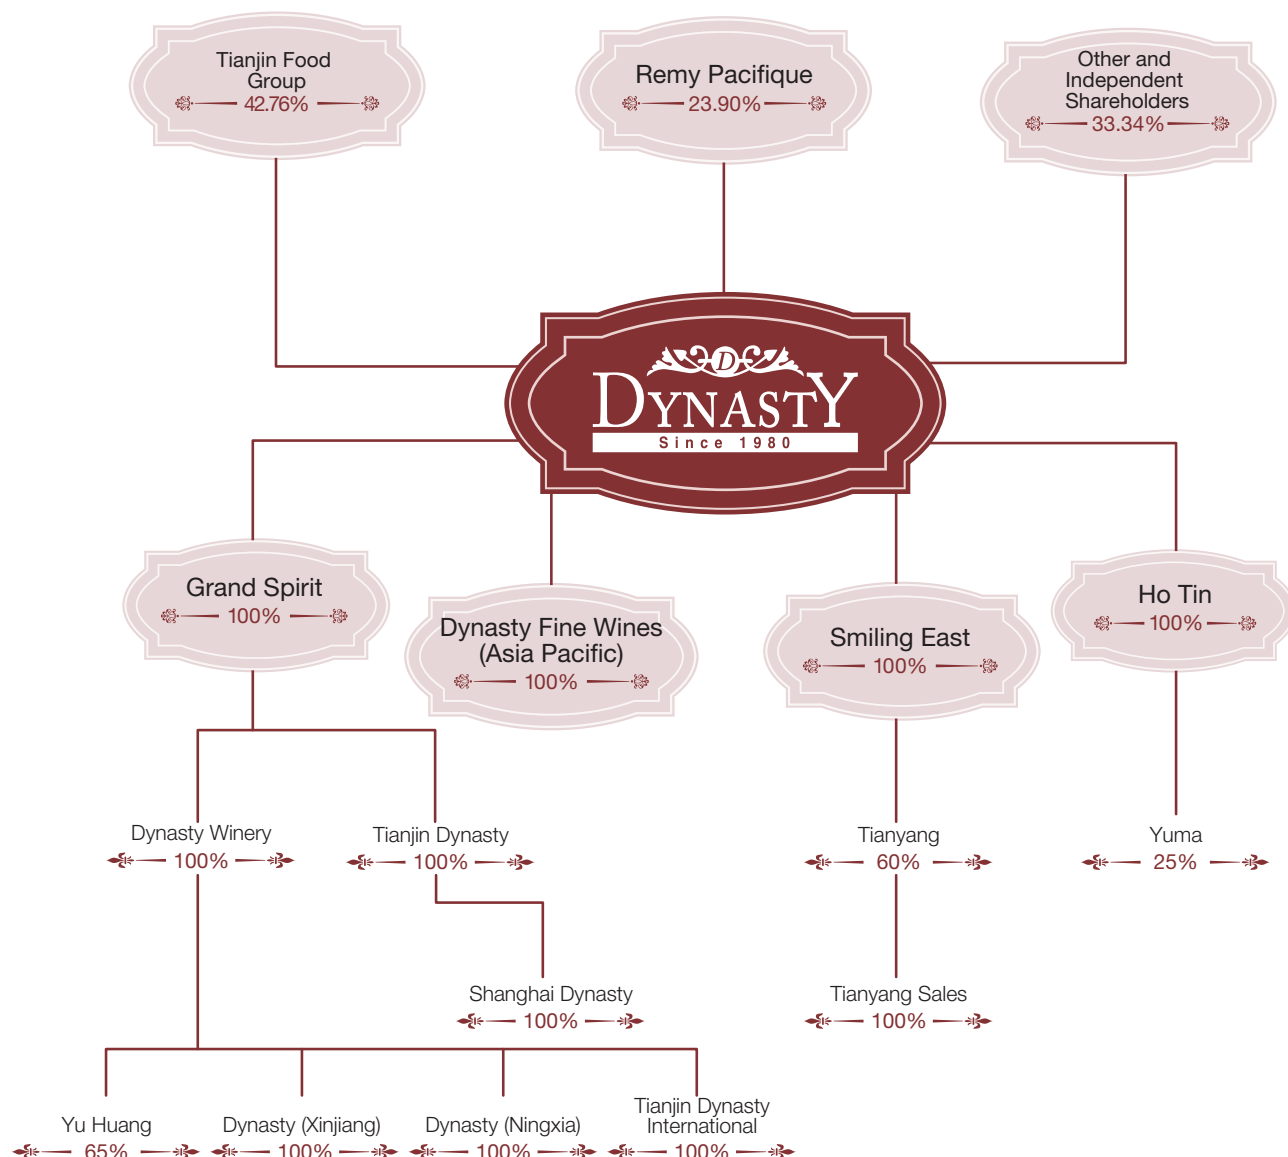 Tianjin Food
Group
42.76%
Remy Pacifique
23.90%
Other and
Independent
Shareholders
33.34%
D
DYNASTY
Since 1980
Grand Spirit
100%
Dynasty Fine Wines
(Asia Pacific)
100%
Smiling East
100%
Ho Tin
100%
Dynasty Winery
100%
Tianjin Dynasty
100%
Tianyang
60%
Yuma
25%
Shanghai Dynasty
100%
Tianyang Sales
100%
Yu Huang
65%
Dynasty (Xinjiang)
100%
Dynasty (Ningxia)
100%
Tianjin Dynasty
International
100%